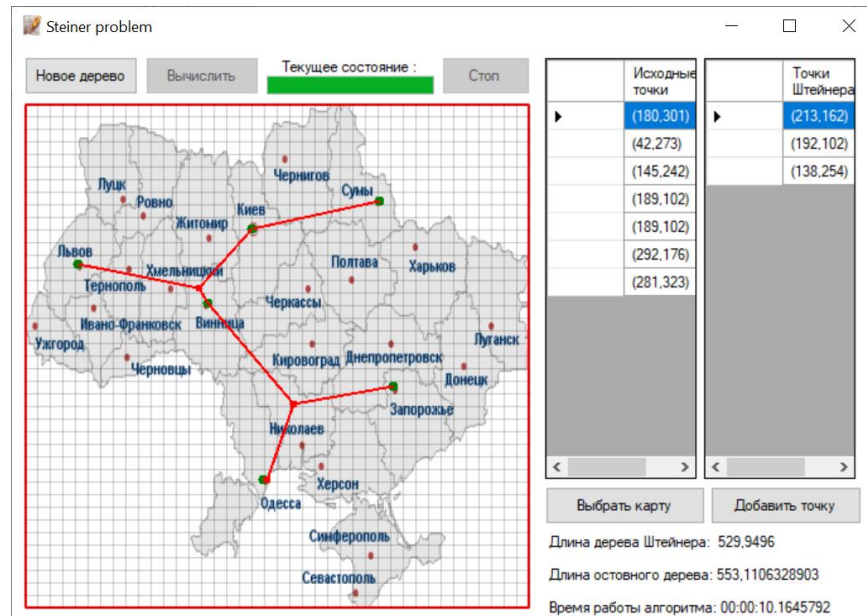 Steiner problem
Новое дерево
Вычислить
Текущее состояние :
Стоп
Исходные точки
(180,301)
(42,273)
(145,242)
(189,102)
(189,102)
(292,176)
(281,323)
Точки Штейнера
(213,162)
(192,102)
(138,254)
Чернигов
Луцк
Ровно
Сумы
Киев
Житомир
Львов
Хмельницкий
Полтава
Харьков
Тернополь
Черкассы
Ивано-Франковск
Винница
Ужгород
Луганск
Черновцы
Кировоград
Днепропетровск
Донецк
Запорожье
Николаев
Херсон
Одесса
Симферополь
Севастополь
Выбрать карту
Добавить точку
Длина дерева Штейнера: 529,9496
Длина остовного дерева: 553,1106328903
Время работы алгоритма: 00:00:10.1645792